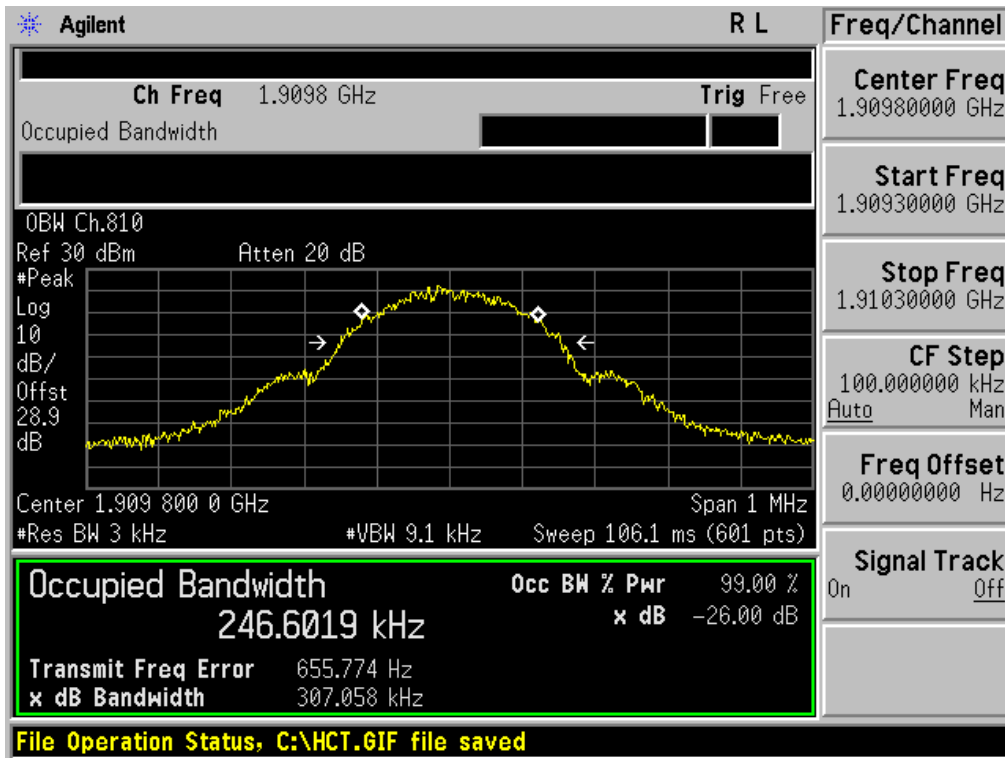 Agilent R L
Ch Freq 1.9098 GHz Trig Free
Occupied Bandwidth
OBW Ch.810
Ref 30 dBm Atten 20 dB
#Peak
Log
10
dB/
Offst
28.9
dB
Center 1.909 800 0 GHz Span 1 MHz
#Res BW 3 kHz #VBW 9.1 kHz Sweep 106.1 ms (601 pts)
Occupied Bandwidth Occ BW % Pwr 99.00 %
246.6019 kHz x dB -26.00 dB
Transmit Freq Error 655.774 Hz
x dB Bandwidth 307.058 kHz
File Operation Status, C:\HCT.GIF file saved
Freq/Channel
Center Freq
1.90980000 GHz
Start Freq
1.90930000 GHz
Stop Freq
1.91030000 GHz
CF Step
100.000000 kHz
Auto Man
Freq Offset
0.00000000 Hz
Signal Track
On Off